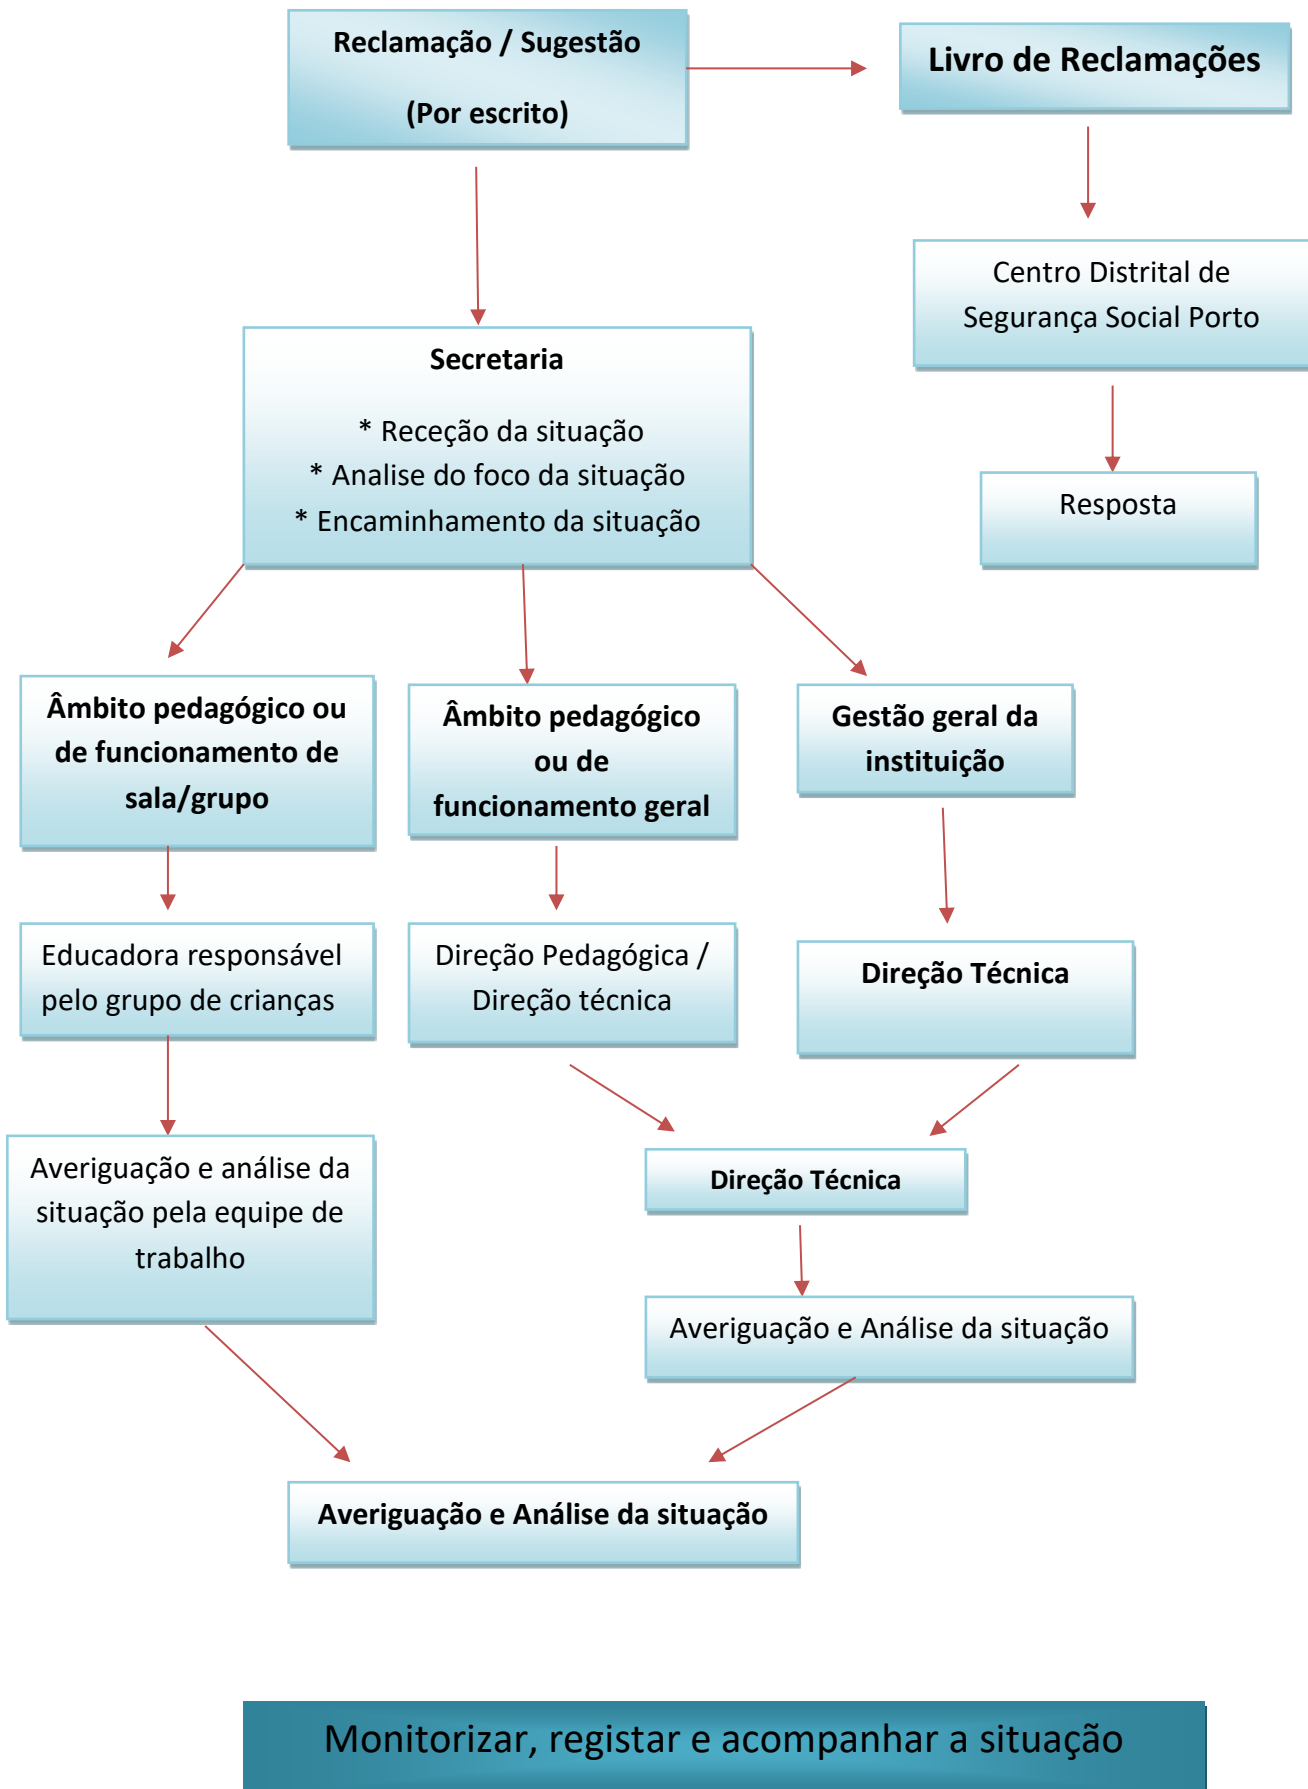 Reclamação / Sugestão
(Por escrito)
Livro de Reclamações
Centro Distrital de
Segurança Social Porto
Resposta
Secretaria
* Receção da situação
* Analise do foco da situação
* Encaminhamento da situação
Âmbito pedagógico ou
de funcionamento de
sala/grupo
Âmbito pedagógico
ou de
funcionamento geral
Gestão geral da
instituição
Educadora responsável
pelo grupo de crianças
Direção Pedagógica /
Direção técnica
Direção Técnica
Averiguação e análise da
situação pela equipe de
trabalho
Direção Técnica
Averiguação e Análise da situação
Averiguação e Análise da situação
Monitorizar, registar e acompanhar a situação